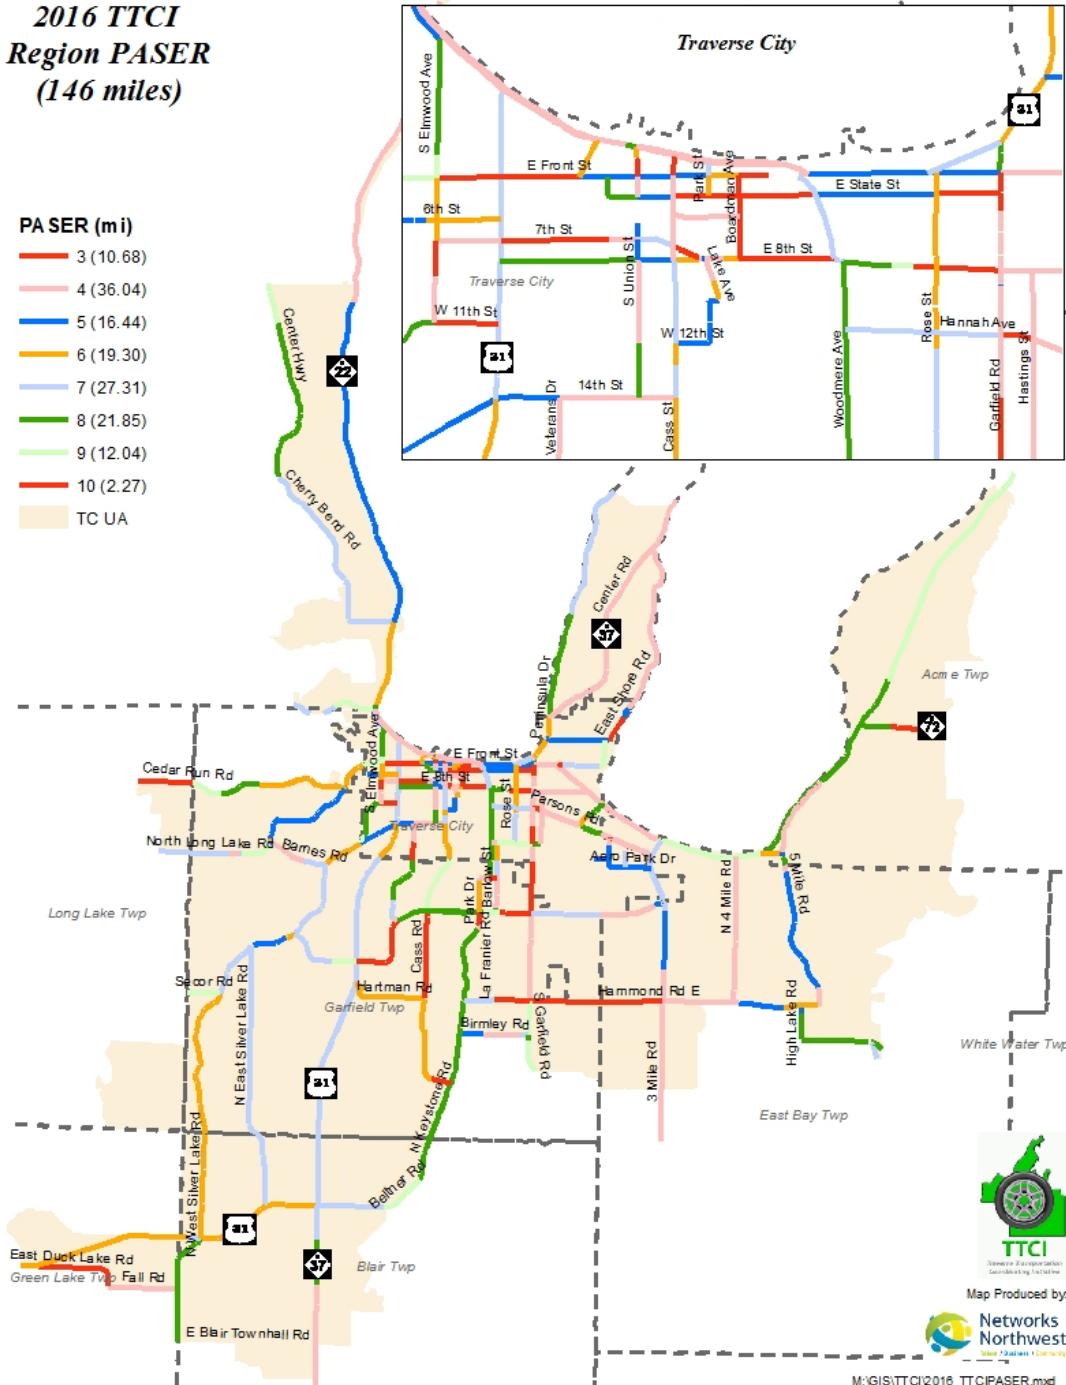 2016 TTCI
Region PASER
(146 miles)
PASER (mi)
3 (10.68)
4 (36.04)
5 (16.44)
6 (19.30)
7 (27.31)
8 (21.85)
9 (12.04)
10 (2.27)
TC UA
Traverse City
31
S Elmwood Ave
E Front St
Park St
Boardman Ave
E State St
6th St
7th St
S Union St
Lake Ave
E 8th St
Traverse City
W 11th St
W 12th St
Rose St
Hannah Ave
31
14th St
Veterans Dr
Cass St
Woodmere Ave
Garfield Rd
Hastings St
Center Hwy
22
Cherry Bend Rd
Center Rd
37
Peninsula Dr
East Shore Rd
Acme Twp
72
S Elmwood Ave
E Front St
Cedar Run Rd
E 8th St
Rose St
Parsons Rd
Traverse City
North Long Lake Rd
Barnes Rd
Aero Park Dr
5 Mile Rd
N 4 Mile Rd
Long Lake Twp
Park Dr
Barlow St
La Franier Rd
Cass Rd
Secor Rd
Hartman Rd
Hammond Rd E
Garfield Twp
N East Silver Lake Rd
Birmley Rd
S Garfield Rd
High Lake Rd
White Water Twp
31
3 Mile Rd
East Bay Twp
N Keystone Rd
N West Silver Lake Rd
Beitner Rd
31
East Duck Lake Rd
Green Lake Twp
Fall Rd
37
Blair Twp
E Blair Townhall Rd
TTCI
Map Produced by:
Networks
Northwest
M:\GIS\TTCI\2016_TTCIPASER.mxd